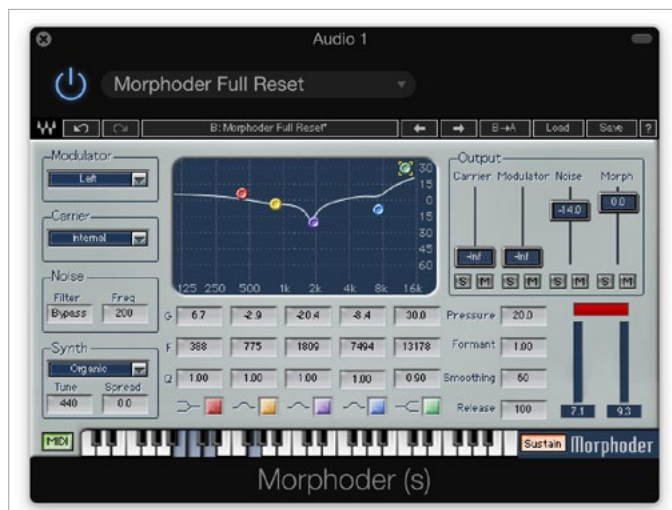 Audio 1
Morphoder Full Reset
B: Morphoder Full Reset*
B→A
Load
Save
?
Modulator
Left
Carrier
Internal
Noise
Filter Freq
Bypass 200
Synth
Organic
Tune Spread
440 0.0
30
15
0
15
30
45
60
125 250 500 1k 2k 4k 8k 16k
Output
Carrier Modulator Noise Morph
-Inf -Inf -14.0 0.0
S M S M S M S M
G 6.7 -2.9 -20.4 -8.4 30.0 Pressure 20.0
F 388 775 1809 7494 13178 Formant 1.00
Q 1.00 1.00 1.00 1.00 0.90 Smoothing 60
Release 100
7.1 9.3
MIDI
Sustain
Morphoder
Morphoder (s)